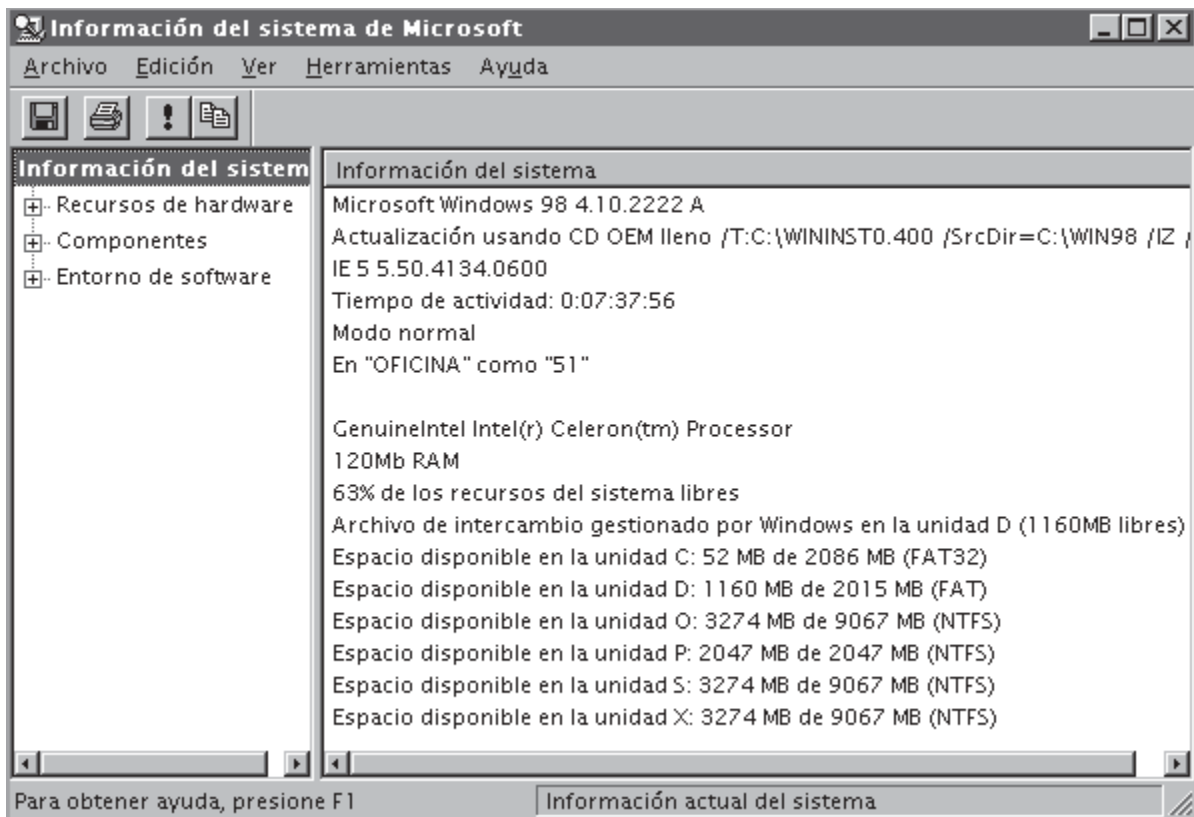 Información del sistema de Microsoft
Archivo Edición Ver Herramientas Ayuda
Información del sistem
Recursos de hardware
Componentes
Entorno de software
Información del sistema
Microsoft Windows 98 4.10.2222 A
Actualización usando CD OEM lleno /T:C:\WININST0.400 /SrcDir=C:\WIN98 /IZ /
IE 5 5.50.4134.0600
Tiempo de actividad: 0:07:37:56
Modo normal
En "OFICINA" como "51"
GenuineIntel Intel(r) Celeron(tm) Processor
120Mb RAM
63% de los recursos del sistema libres
Archivo de intercambio gestionado por Windows en la unidad D (1160MB libres)
Espacio disponible en la unidad C: 52 MB de 2086 MB (FAT32)
Espacio disponible en la unidad D: 1160 MB de 2015 MB (FAT)
Espacio disponible en la unidad O: 3274 MB de 9067 MB (NTFS)
Espacio disponible en la unidad P: 2047 MB de 2047 MB (NTFS)
Espacio disponible en la unidad S: 3274 MB de 9067 MB (NTFS)
Espacio disponible en la unidad X: 3274 MB de 9067 MB (NTFS)
Para obtener ayuda, presione F1
Información actual del sistema